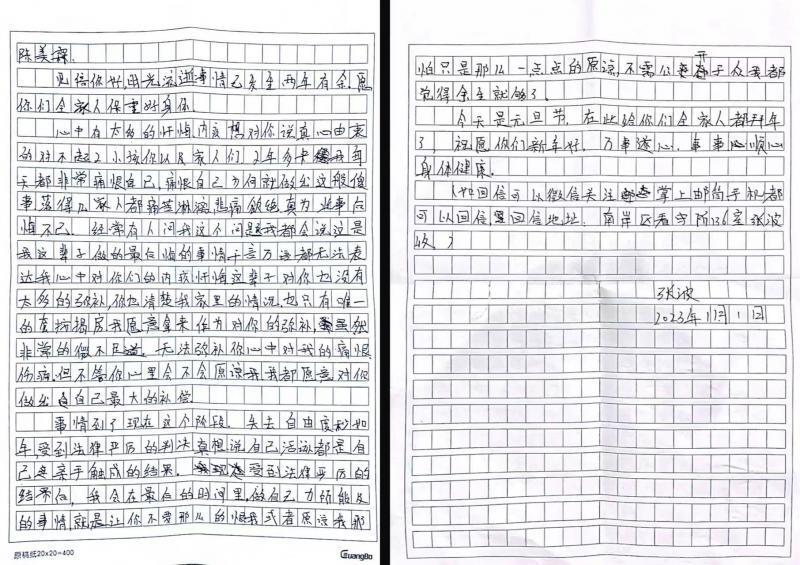 陈美霖:
见信你好,时光流逝事情已发生两年有余.愿
你们全家人保重好身体.
心中有太多的忏悔内疚想对你说真心由衷
的对不起2小孩你以及家人们,2年多来我每
天都非常痛恨自己,痛恨自己为何就做出这般傻
事落得几家人都痛苦淋漓悲痛欲绝真为此事后
悔不已.经常有人问我这个问题我都会说这是
我这辈子做的最后悔的事情千言万语都无法表
达我心中对你们的内疚忏悔这辈子对你也没有
太多的弥补,你也清楚我家里的情况,也只有唯一
的查按揭房我愿意拿来作为对你的弥补,虽然
非常的微不足道.无法弥补你心中对我的痛恨
伤痛,但不管你心里会不会愿谅我我都愿意对你
做出自己最大的补偿.
事情到了现在这个阶段.失去自由度秒如
年受到法律严厉的判决真想说自己活该都是自
己亲手触成的结果.受到法律严厉的
结果后,我会在最后的时间里,做自己力所能及
的事情就是让你不要那么的恨我或者原谅我那
原稿纸20x20=400
GuangBo
怕只是那么一点点的原谅,不需公开于众我都
觉得余生就够了.
今天是元旦节,在此给你们全家人都拜年
了,祝愿你们新年好.万事遂心.事事顺心
身体健康.
(如回信可以微信关注掌上邮局手机都
可以回信 回信地址:南岸区看守所136室张波
收.)
张波
2023年1月1日